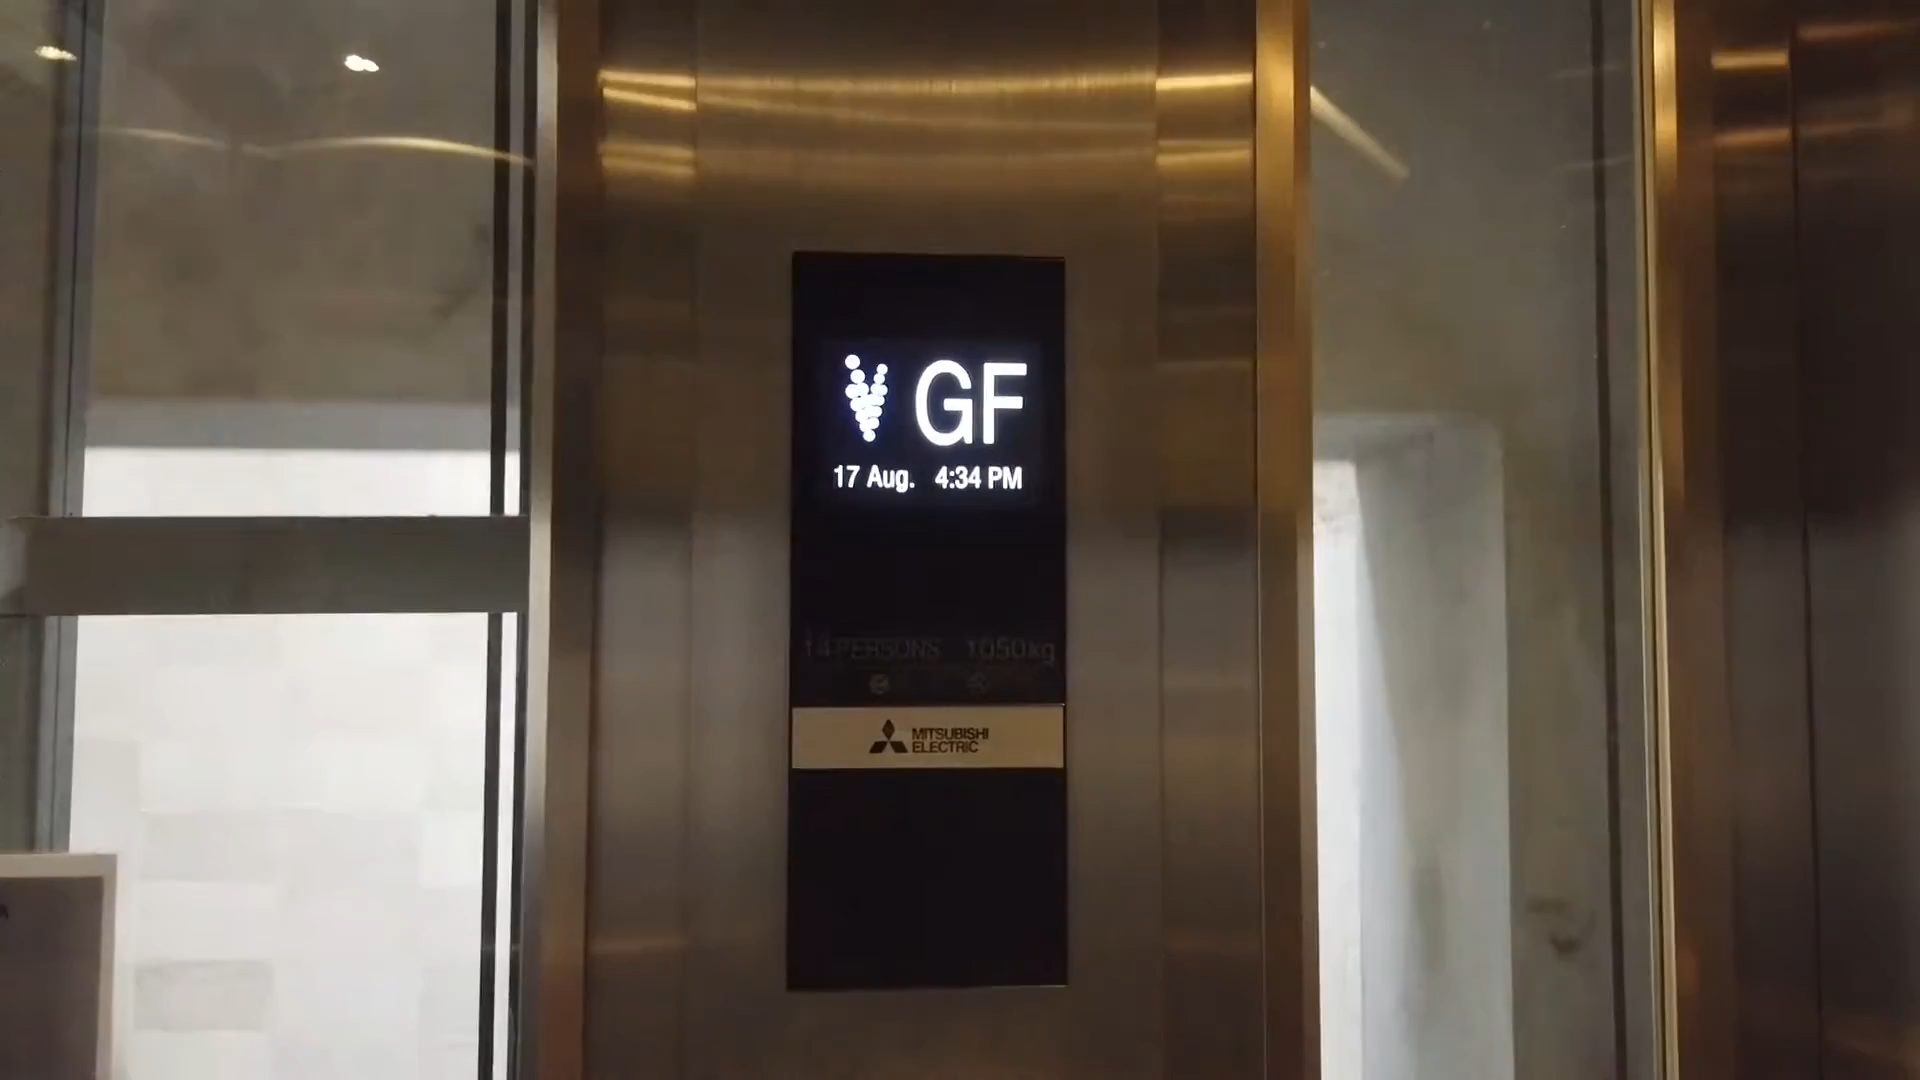 GF
17 Aug. 4:34 PM
14 PERSONS 1050kg
MITSUBISHI
ELECTRIC